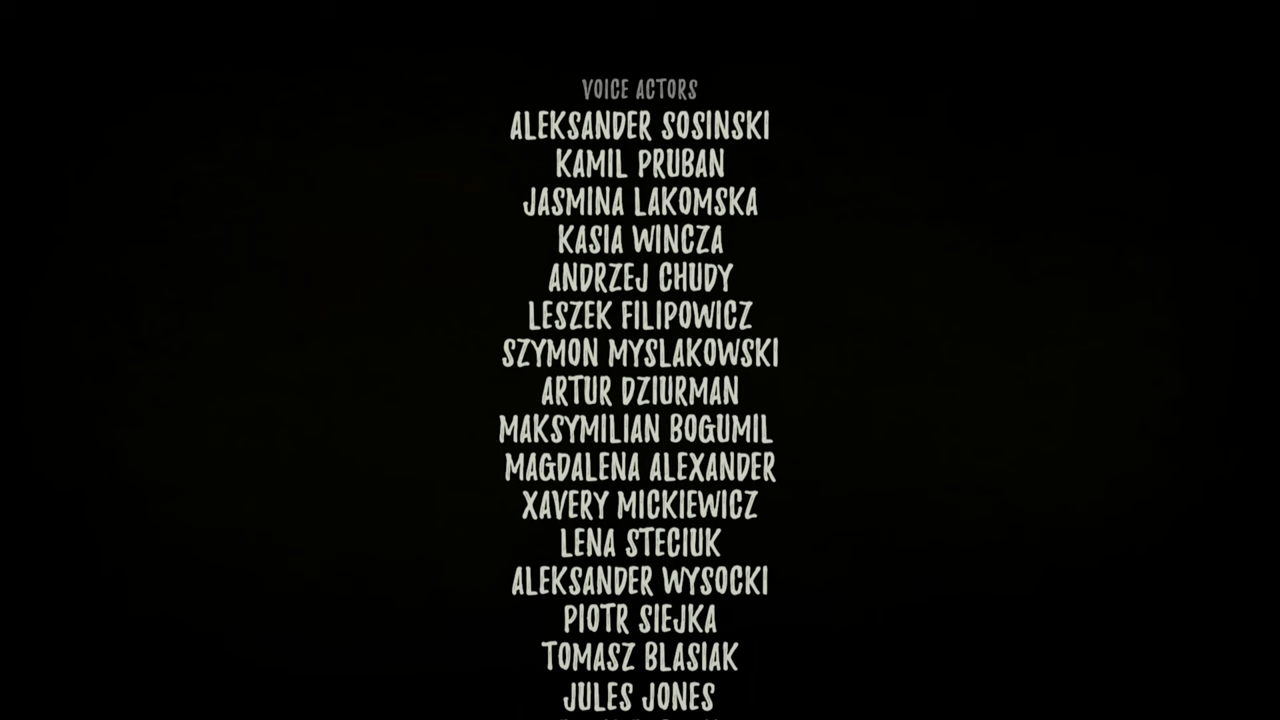 VOICE ACTORS
ALEKSANDER SOSINSKI
KAMIL PRUBAN
JASMINA LAKOMSKA
KASIA WINCZA
ANDRZEJ CHUDY
LESZEK FILIPOWICZ
SZYMON MYSLAKOWSKI
ARTUR DZIURMAN
MAKSYMILIAN BOGUMIL
MAGDALENA ALEXANDER
XAVERY MICKIEWICZ
LENA STECIUK
ALEKSANDER WYSOCKI
PIOTR SIEJKA
TOMASZ BLASIAK
JULES JONES